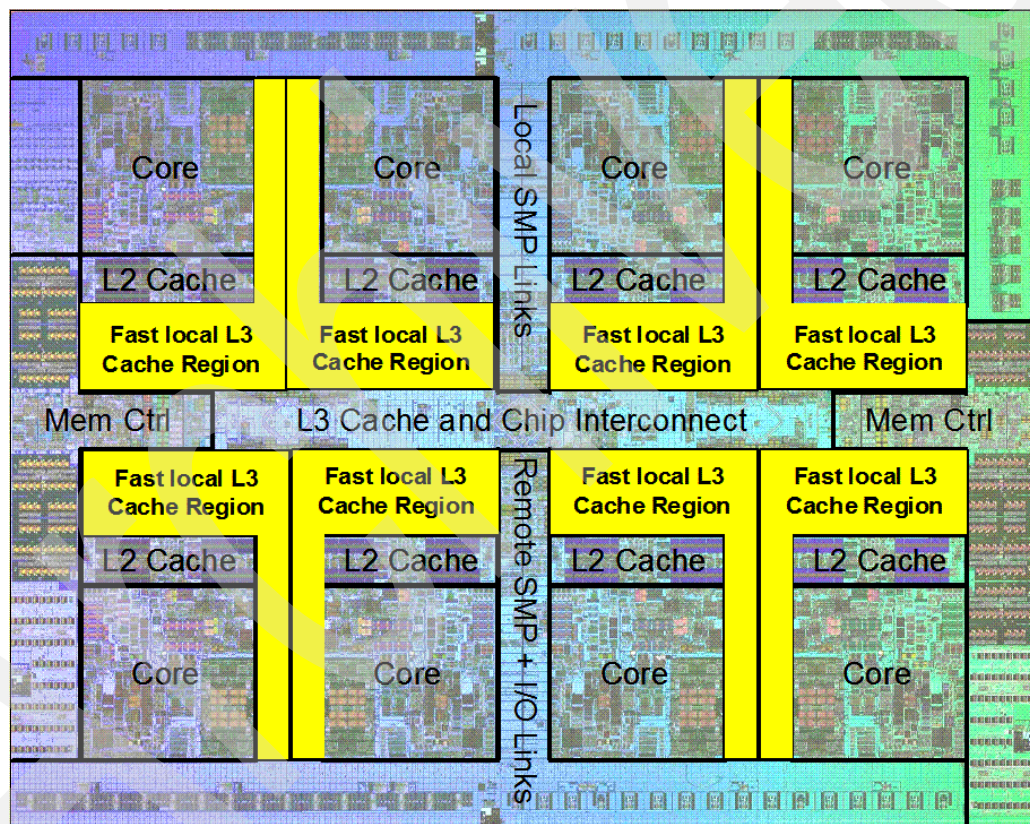 Core
Core
Core
Core
Local SMP Links
L2 Cache
L2 Cache
L2 Cache
L2 Cache
Fast local L3
Cache Region
Fast local L3
Cache Region
Fast local L3
Cache Region
Fast local L3
Cache Region
Mem Ctrl
L3 Cache and Chip Interconnect
Mem Ctrl
Fast local L3
Cache Region
Fast local L3
Cache Region
Fast local L3
Cache Region
Fast local L3
Cache Region
Remote SMP + I/O Links
L2 Cache
L2 Cache
L2 Cache
L2 Cache
Core
Core
Core
Core